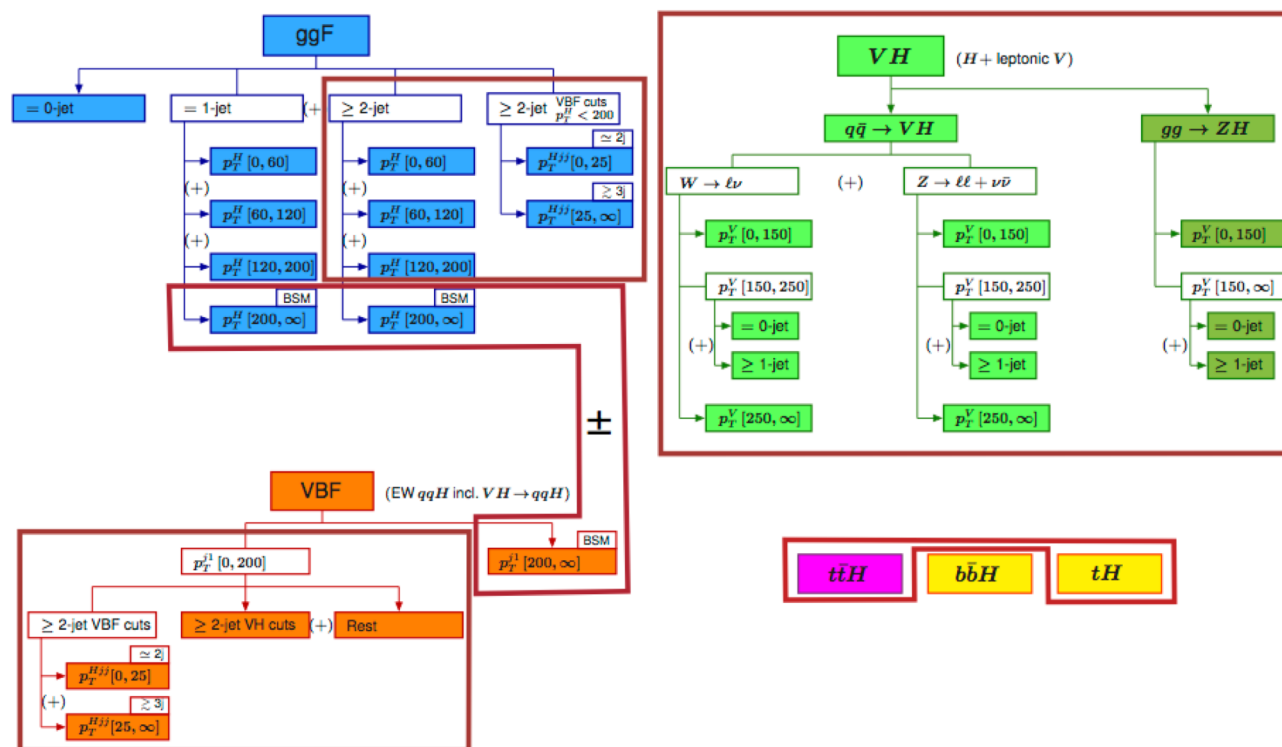 ggF
= 0-jet
= 1-jet
(+
≥ 2-jet
≥ 2-jet VBF cuts p_T^H < 200
≃ 2j
p_T^H [0, 60]
p_T^H [0, 60]
p_T^{Hjj} [0, 25]
(+)
(+)
≳ 3j
p_T^H [60, 120]
p_T^H [60, 120]
p_T^{Hjj} [25, ∞]
(+)
(+)
p_T^H [120, 200]
p_T^H [120, 200]
BSM
BSM
p_T^H [200, ∞]
p_T^H [200, ∞]
±
VBF
(EW qqH incl. VH → qqH)
BSM
p_T^{j1} [0, 200]
p_T^{j1} [200, ∞]
≥ 2-jet VBF cuts
≥ 2-jet VH cuts
(+)
Rest
≃ 2j
p_T^{Hjj} [0, 25]
(+)
≳ 3j
p_T^{Hjj} [25, ∞]
VH
(H + leptonic V)
qq̄ → VH
gg → ZH
W → ℓν
(+)
Z → ℓℓ + νν̄
p_T^V [0, 150]
p_T^V [0, 150]
p_T^V [0, 150]
p_T^V [150, 250]
p_T^V [150, 250]
p_T^V [150, ∞]
= 0-jet
= 0-jet
= 0-jet
(+)
(+)
(+)
≥ 1-jet
≥ 1-jet
≥ 1-jet
p_T^V [250, ∞]
p_T^V [250, ∞]
tt̄H
bb̄H
tH